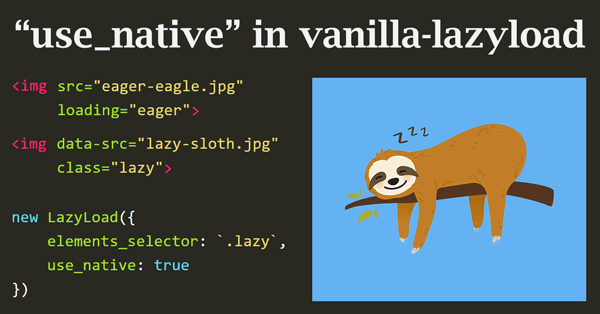 “use_native” in vanilla-lazyload
<img src="eager-eagle.jpg"
loading="eager">
<img data-src="lazy-sloth.jpg"
class="lazy">
new LazyLoad({
elements_selector: `.lazy`,
use_native: true
})
z z z